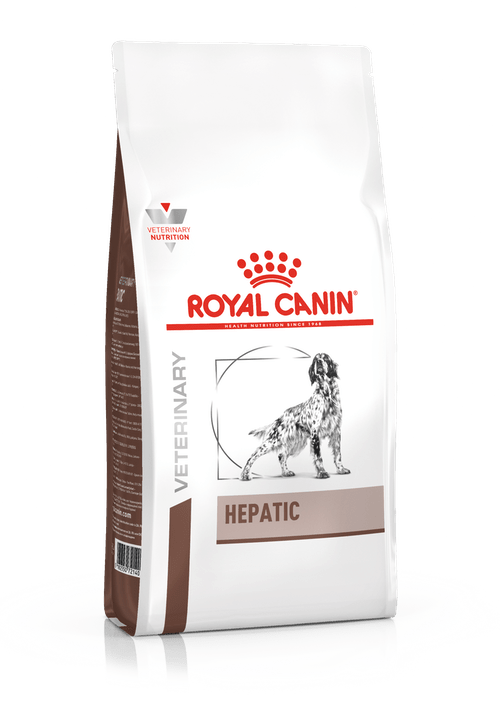 VETERINARY
NUTRITION
ROYAL CANIN®
HEALTH NUTRITION SINCE 1968
VETERINARY
HEPATIC